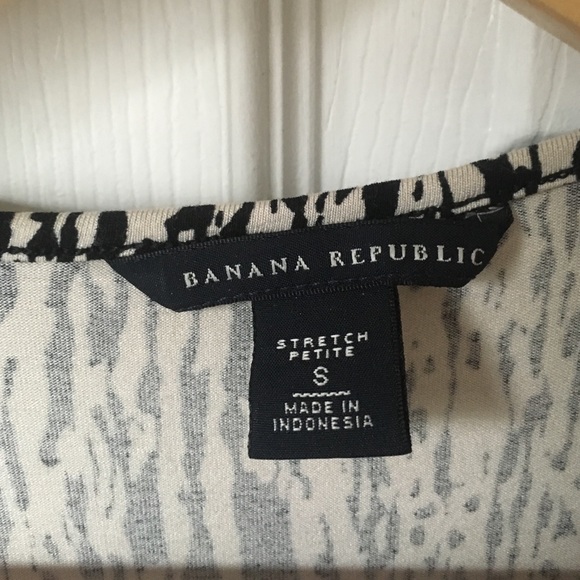 BANANA REPUBLIC
STRETCH
PETITE
S
MADE IN
INDONESIA